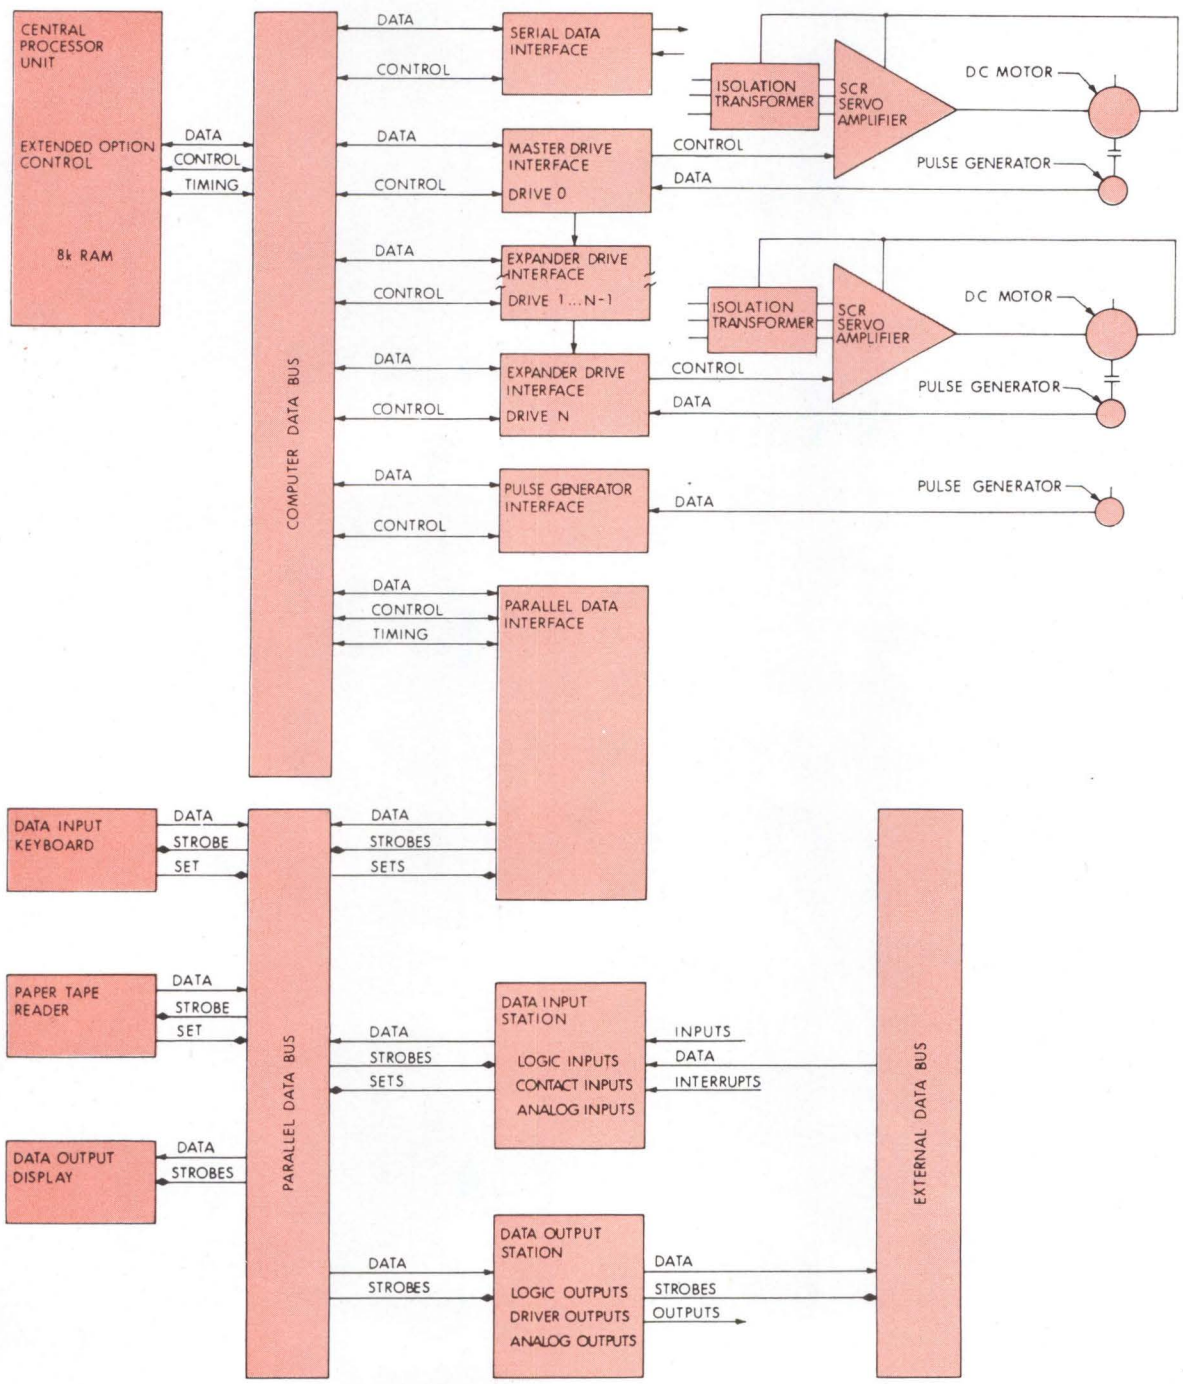 CENTRAL
PROCESSOR
UNIT
EXTENDED OPTION
CONTROL
8k RAM
DATA
CONTROL
TIMING
COMPUTER DATA BUS
DATA
CONTROL
SERIAL DATA
INTERFACE
DATA
CONTROL
MASTER DRIVE
INTERFACE
DRIVE 0
CONTROL
DATA
ISOLATION
TRANSFORMER
SCR
SERVO
AMPLIFIER
DC MOTOR
PULSE GENERATOR
DATA
CONTROL
EXPANDER DRIVE
INTERFACE
DRIVE 1...N-1
DATA
CONTROL
EXPANDER DRIVE
INTERFACE
DRIVE N
CONTROL
DATA
ISOLATION
TRANSFORMER
SCR
SERVO
AMPLIFIER
DC MOTOR
PULSE GENERATOR
DATA
CONTROL
PULSE GENERATOR
INTERFACE
DATA
PULSE GENERATOR
DATA
CONTROL
TIMING
PARALLEL DATA
INTERFACE
DATA INPUT
KEYBOARD
DATA
STROBE
SET
DATA
STROBES
SETS
PAPER TAPE
READER
DATA
STROBE
SET
PARALLEL DATA BUS
DATA
STROBES
SETS
DATA INPUT
STATION
LOGIC INPUTS
CONTACT INPUTS
ANALOG INPUTS
INPUTS
DATA
INTERRUPTS
EXTERNAL DATA BUS
DATA OUTPUT
DISPLAY
DATA
STROBES
DATA
STROBES
DATA OUTPUT
STATION
LOGIC OUTPUTS
DRIVER OUTPUTS
ANALOG OUTPUTS
DATA
STROBES
OUTPUTS